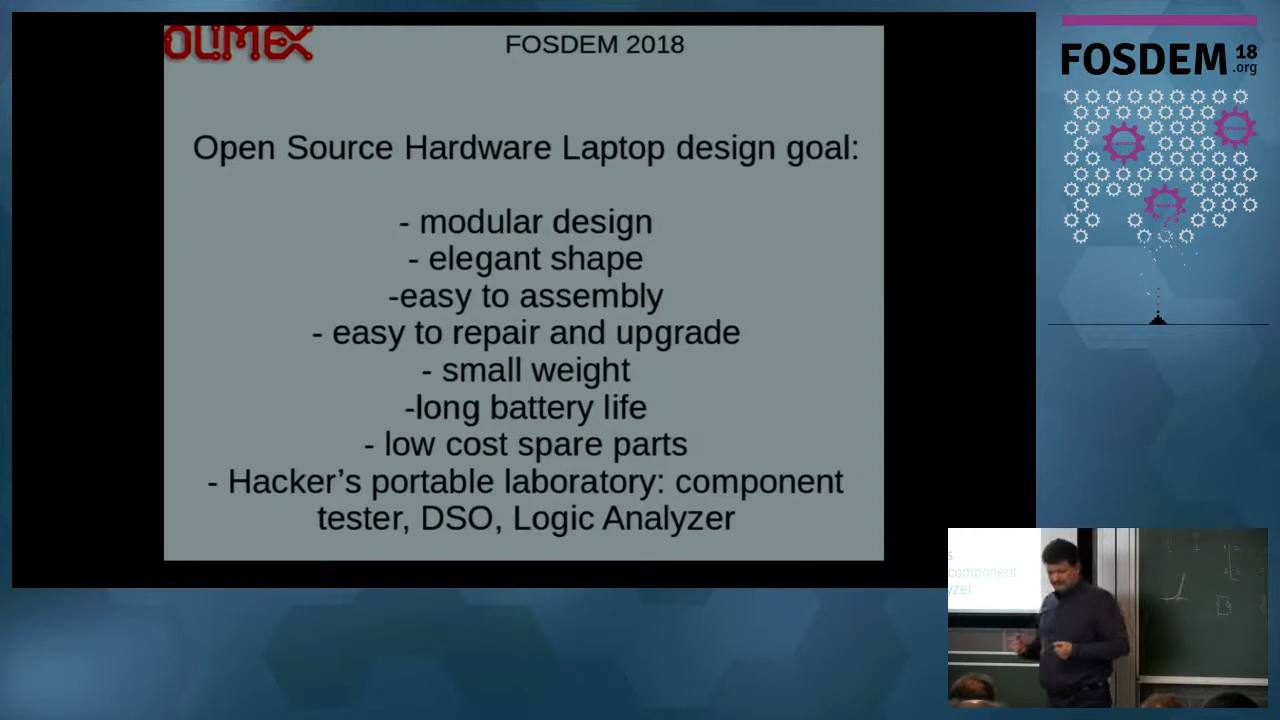 OLIMEX
FOSDEM 2018
Open Source Hardware Laptop design goal:
- modular design
- elegant shape
-easy to assembly
- easy to repair and upgrade
- small weight
-long battery life
- low cost spare parts
- Hacker’s portable laboratory: component
tester, DSO, Logic Analyzer
FOSDEM 18
.org
s
component
yzer